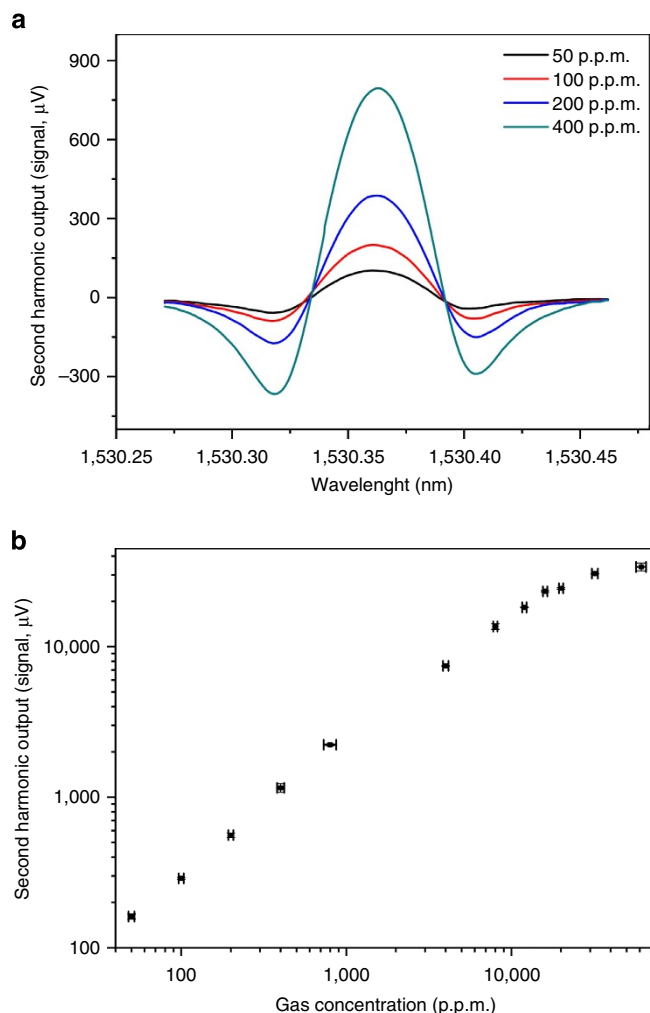 a
Second harmonic output (signal, μV)
900
600
300
0
−300
50 p.p.m.
100 p.p.m.
200 p.p.m.
400 p.p.m.
1,530.25
1,530.30
1,530.35
1,530.40
1,530.45
Wavelenght (nm)
b
Second harmonic output (signal, μV)
10,000
1,000
100
100
1,000
10,000
Gas concentration (p.p.m.)